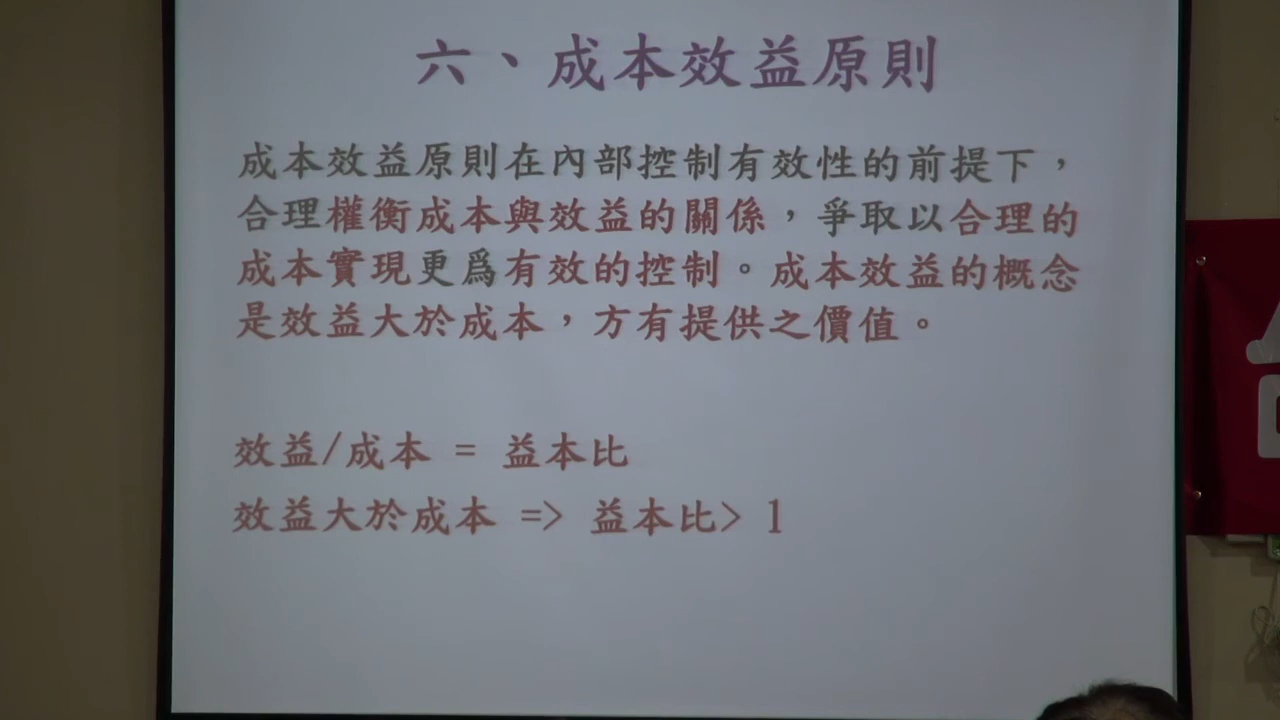 六、成本效益原則
成本效益原則在內部控制有效性的前提下，
合理權衡成本與效益的關係，爭取以合理的
成本實現更為有效的控制。成本效益的概念
是效益大於成本，方有提供之價值。
效益/成本 = 益本比
效益大於成本 => 益本比> 1